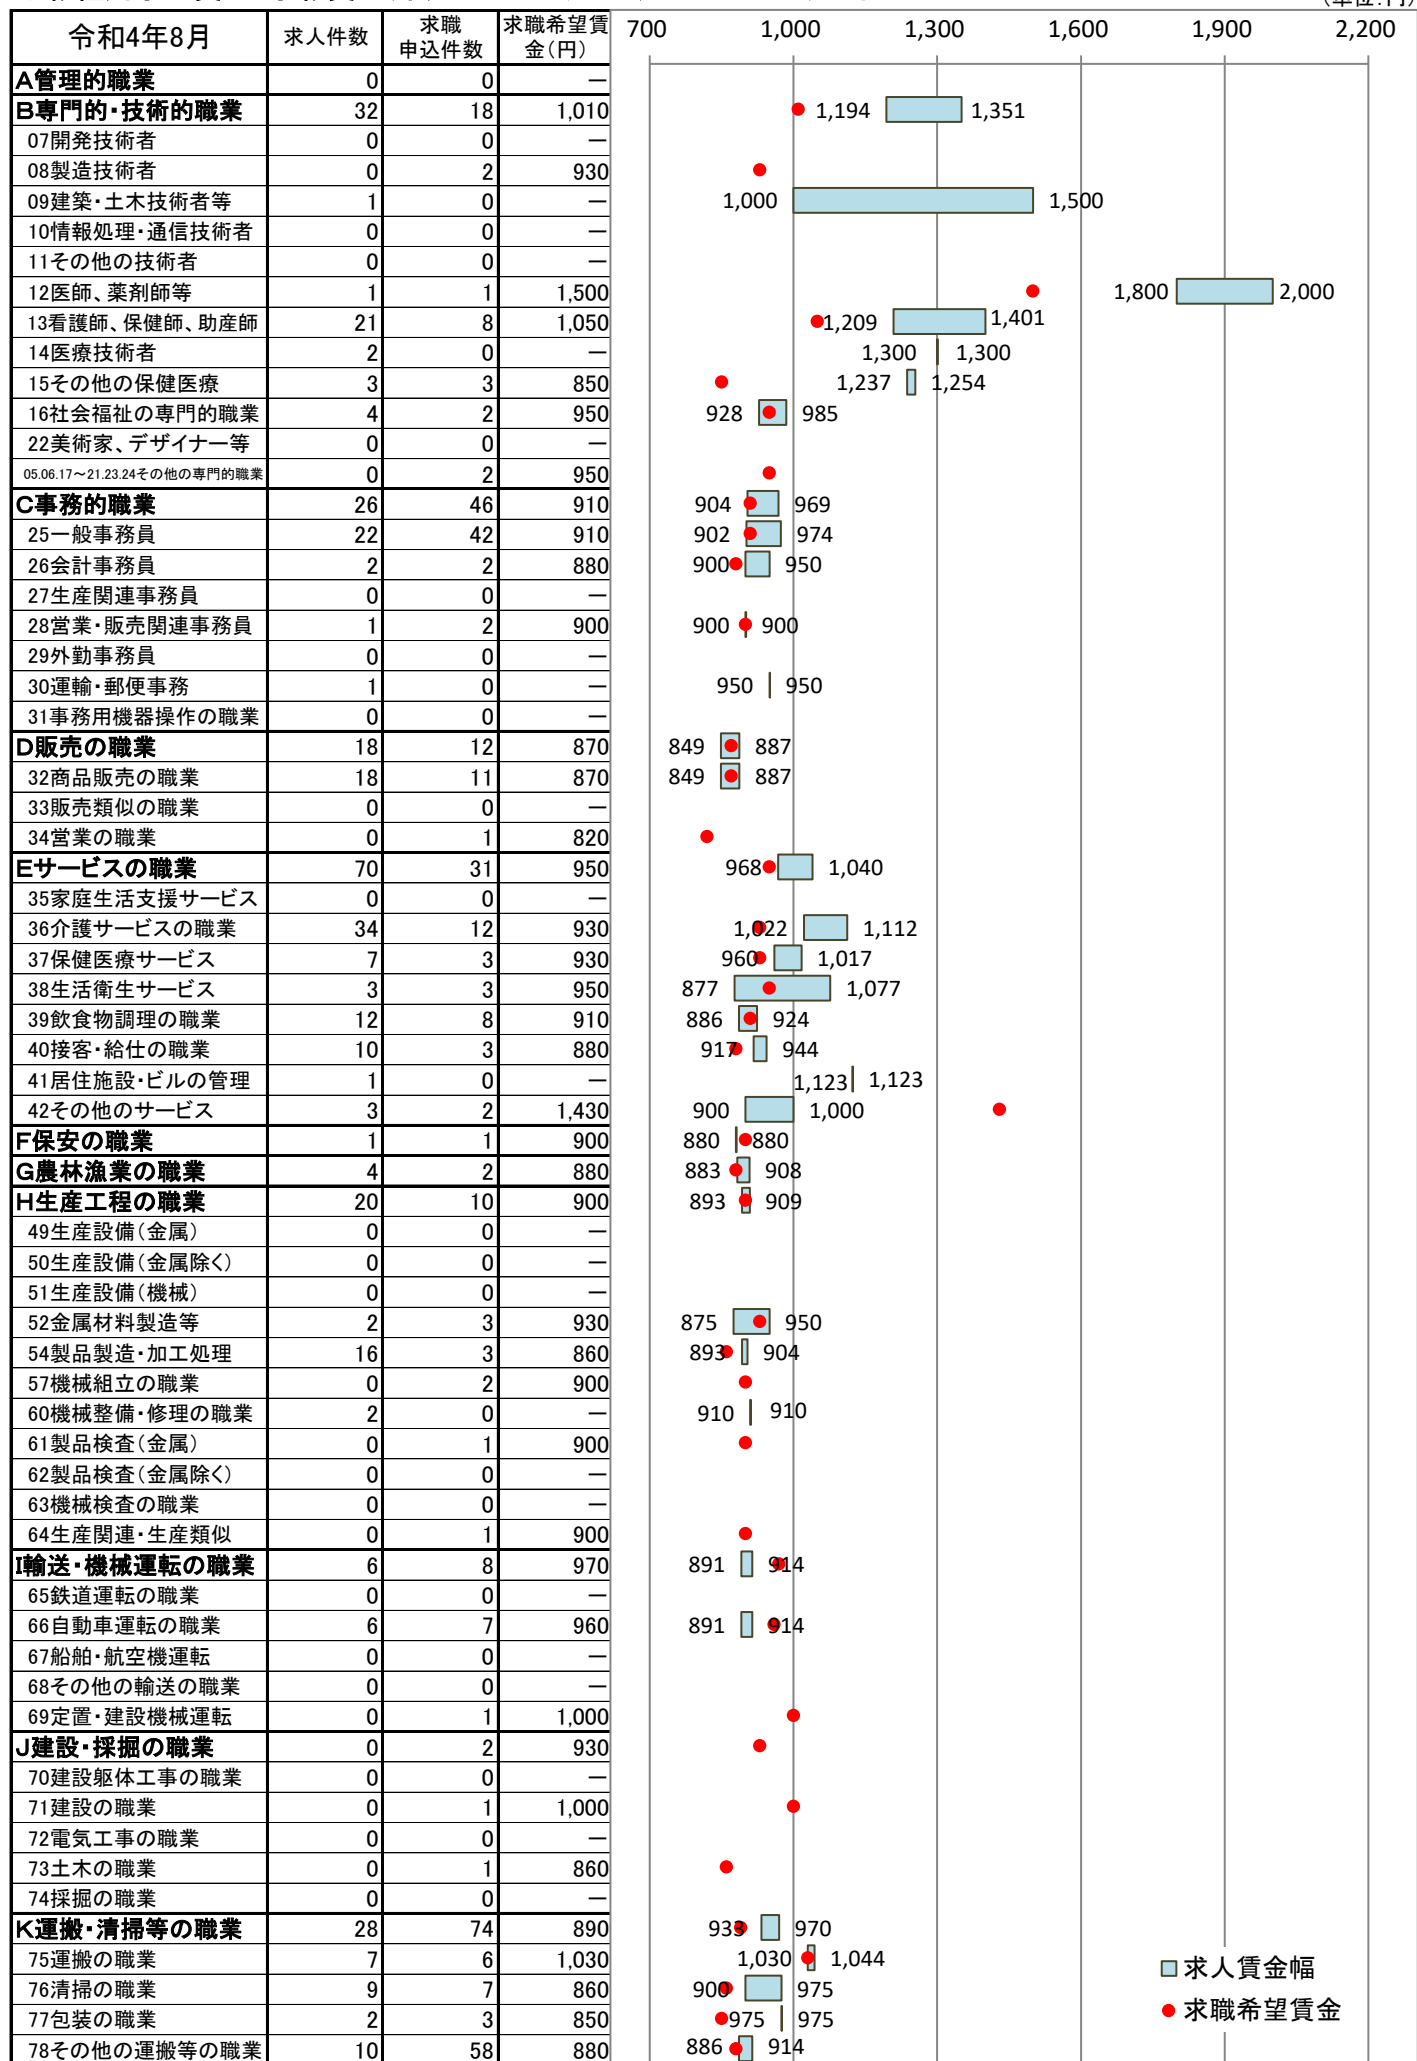 (単位:円)
令和4年8月 求人件数 求職申込件数 求職希望賃金(円) 700 1,000 1,300 1,600 1,900 2,200
A管理的職業 0 0 ―
B専門的・技術的職業 32 18 1,010 1,194 1,351
07開発技術者 0 0 ―
08製造技術者 0 2 930
09建築・土木技術者等 1 0 ― 1,000 1,500
10情報処理・通信技術者 0 0 ―
11その他の技術者 0 0 ―
12医師、薬剤師等 1 1 1,500 1,800 2,000
13看護師、保健師、助産師 21 8 1,050 1,209 1,401
14医療技術者 2 0 ― 1,300 1,300
15その他の保健医療 3 3 850 1,237 1,254
16社会福祉の専門的職業 4 2 950 928 985
22美術家、デザイナー等 0 0 ―
05.06.17～21.23.24その他の専門的職業 0 2 950
C事務的職業 26 46 910 904 969
25一般事務員 22 42 910 902 974
26会計事務員 2 2 880 900 950
27生産関連事務員 0 0 ―
28営業・販売関連事務員 1 2 900 900 900
29外勤事務員 0 0 ―
30運輸・郵便事務 1 0 ― 950 950
31事務用機器操作の職業 0 0 ―
D販売の職業 18 12 870 849 887
32商品販売の職業 18 11 870 849 887
33販売類似の職業 0 0 ―
34営業の職業 0 1 820
Eサービスの職業 70 31 950 968 1,040
35家庭生活支援サービス 0 0 ―
36介護サービスの職業 34 12 930 1,022 1,112
37保健医療サービス 7 3 930 960 1,017
38生活衛生サービス 3 3 950 877 1,077
39飲食物調理の職業 12 8 910 886 924
40接客・給仕の職業 10 3 880 917 944
41居住施設・ビルの管理 1 0 ― 1,123 1,123
42その他のサービス 3 2 1,430 900 1,000
F保安の職業 1 1 900 880 880
G農林漁業の職業 4 2 880 883 908
H生産工程の職業 20 10 900 893 909
49生産設備(金属) 0 0 ―
50生産設備(金属除く) 0 0 ―
51生産設備(機械) 0 0 ―
52金属材料製造等 2 3 930 875 950
54製品製造・加工処理 16 3 860 893 904
57機械組立の職業 0 2 900
60機械整備・修理の職業 2 0 ― 910 910
61製品検査(金属) 0 1 900
62製品検査(金属除く) 0 0 ―
63機械検査の職業 0 0 ―
64生産関連・生産類似 0 1 900
I輸送・機械運転の職業 6 8 970 891 914
65鉄道運転の職業 0 0 ―
66自動車運転の職業 6 7 960 891 914
67船舶・航空機運転 0 0 ―
68その他の輸送の職業 0 0 ―
69定置・建設機械運転 0 1 1,000
J建設・採掘の職業 0 2 930
70建設躯体工事の職業 0 0 ―
71建設の職業 0 1 1,000
72電気工事の職業 0 0 ―
73土木の職業 0 1 860
74採掘の職業 0 0 ―
K運搬・清掃等の職業 28 74 890 933 970
75運搬の職業 7 6 1,030 1,030 1,044
76清掃の職業 9 7 860 900 975
77包装の職業 2 3 850 975 975
78その他の運搬等の職業 10 58 880 886 914
求人賃金幅
求職希望賃金